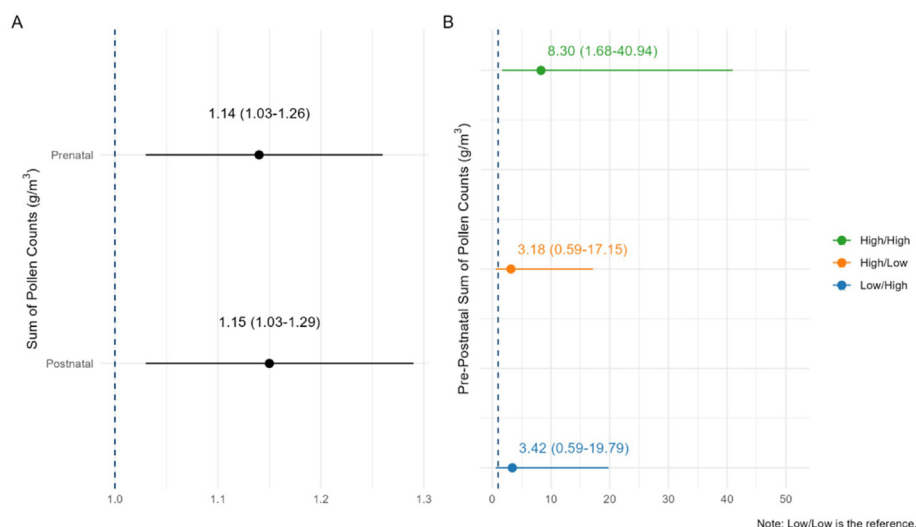 A
Sum of Pollen Counts (g/m³)
Prenatal
Postnatal
1.14 (1.03-1.26)
1.15 (1.03-1.29)
1.0
1.1
1.2
1.3
B
Pre-Postnatal Sum of Pollen Counts (g/m³)
8.30 (1.68-40.94)
3.18 (0.59-17.15)
3.42 (0.59-19.79)
0
10
20
30
40
50
High/High
High/Low
Low/High
Note: Low/Low is the reference.